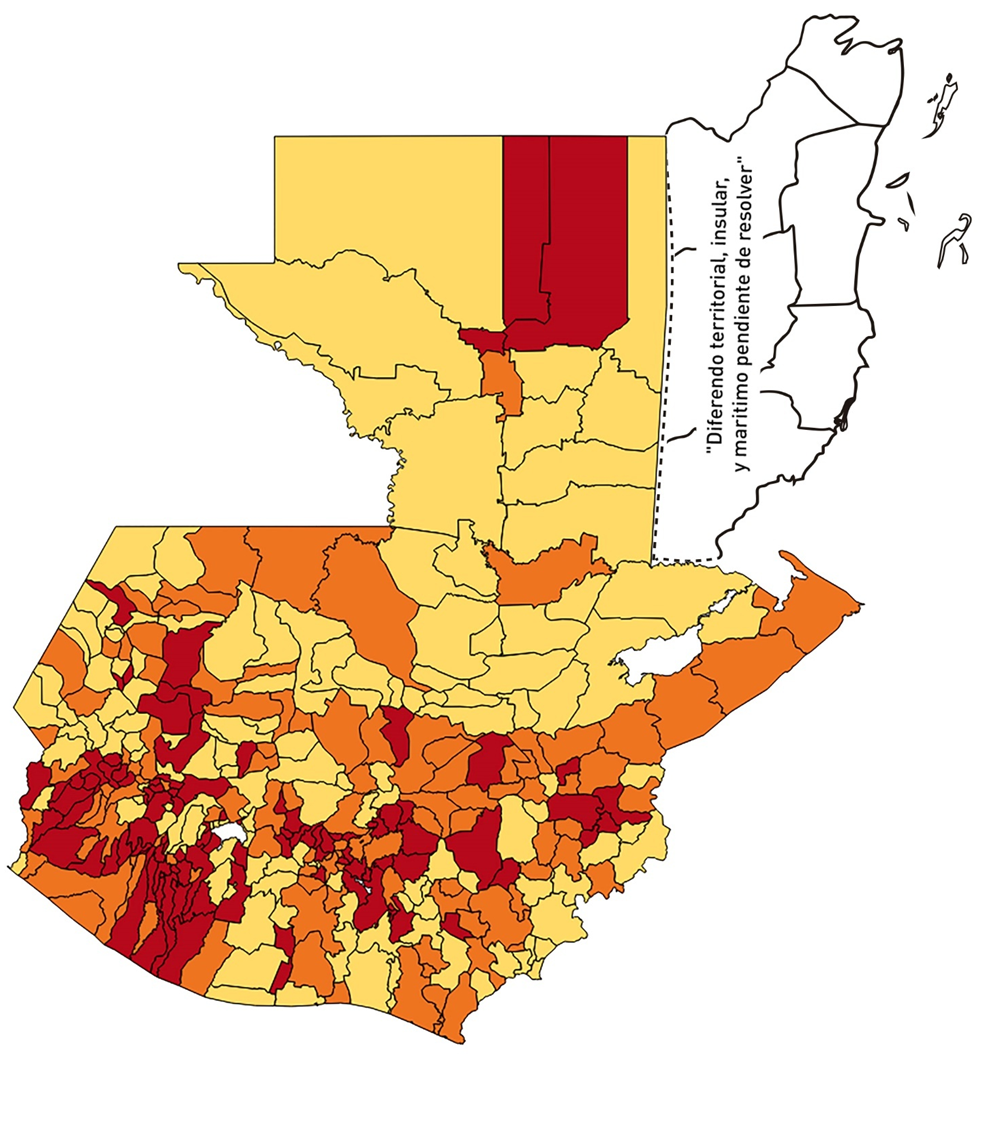 "Diferendo territorial, insular,
y marítimo pendiente de resolver"